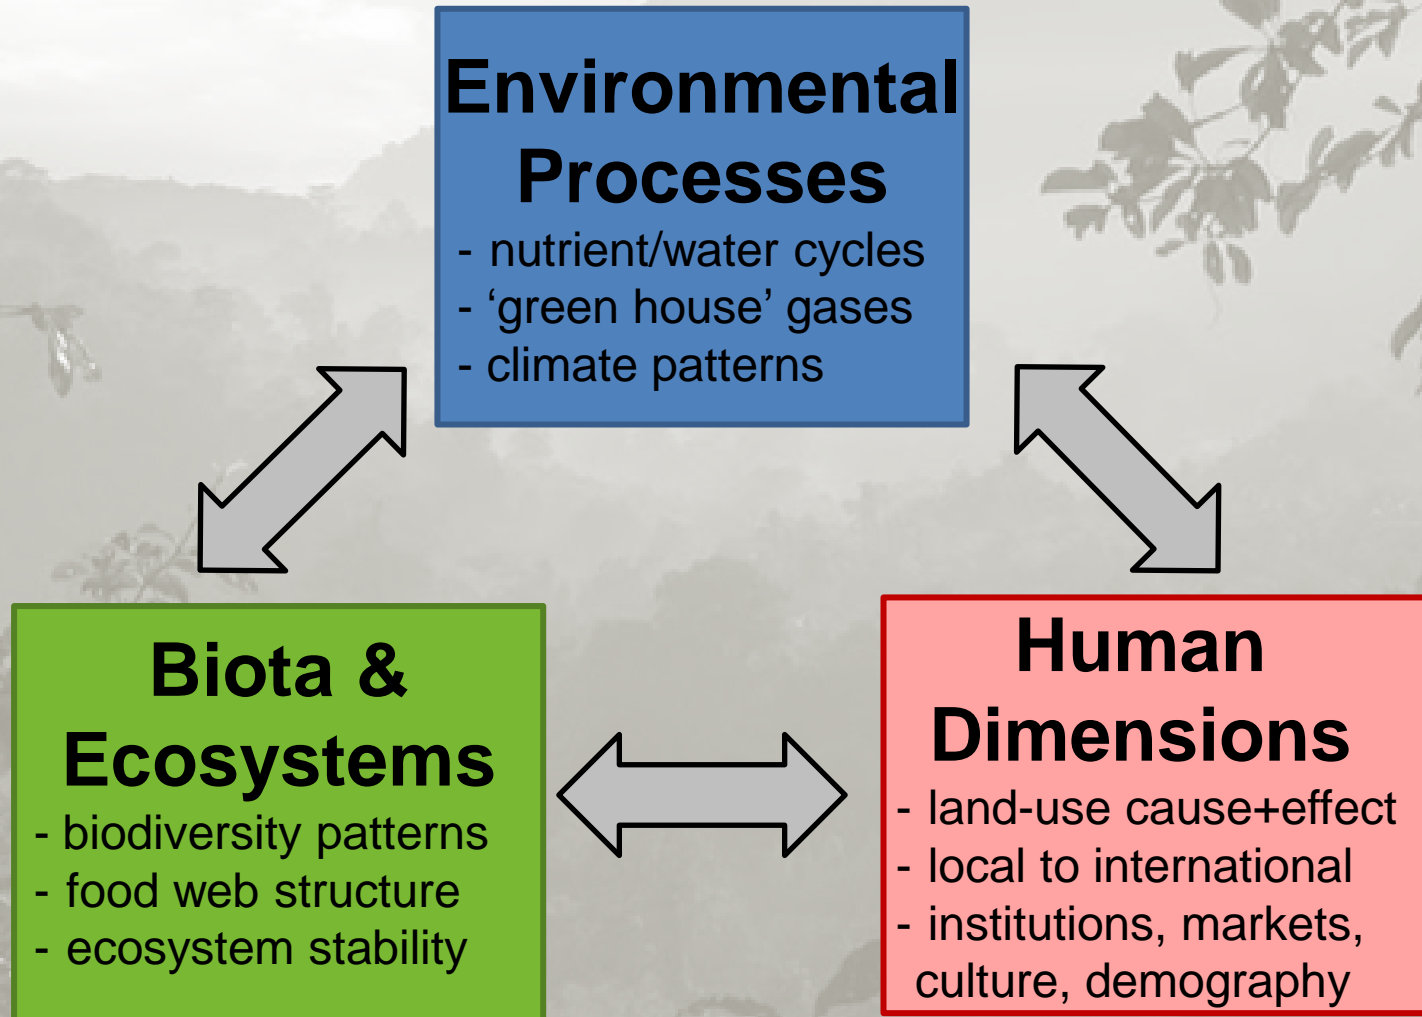 Environmental
Processes
- nutrient/water cycles
- ‘green house’ gases
- climate patterns
Biota &
Ecosystems
- biodiversity patterns
- food web structure
- ecosystem stability
Human
Dimensions
- land-use cause+effect
- local to international
- institutions, markets,
culture, demography